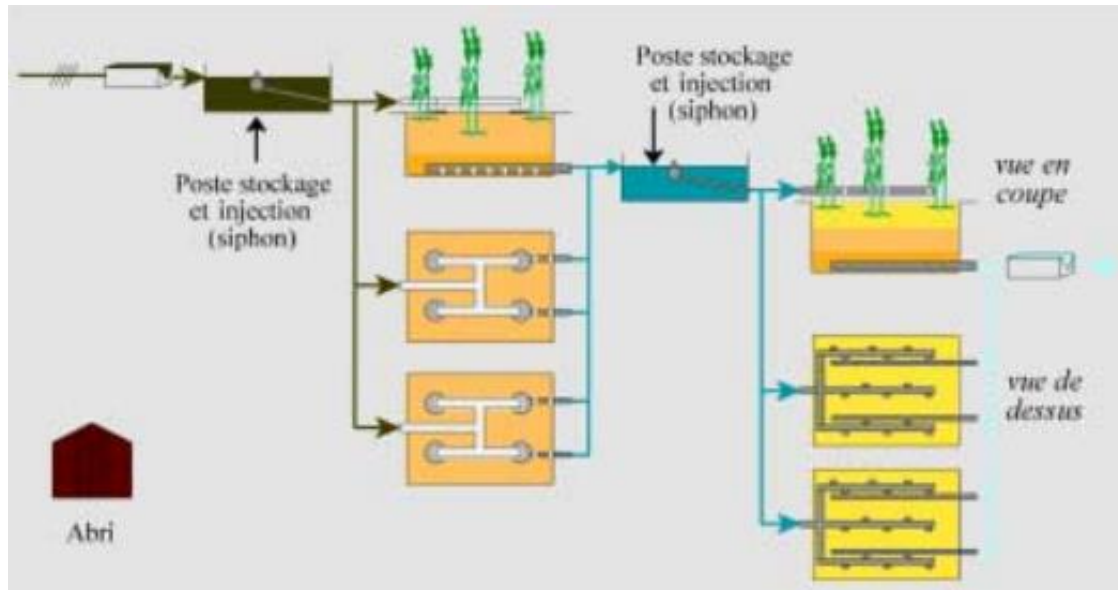 Poste stockage
et injection
(siphon)
Poste stockage
et injection
(siphon)
vue en
coupe
vue de
dessus
Abri